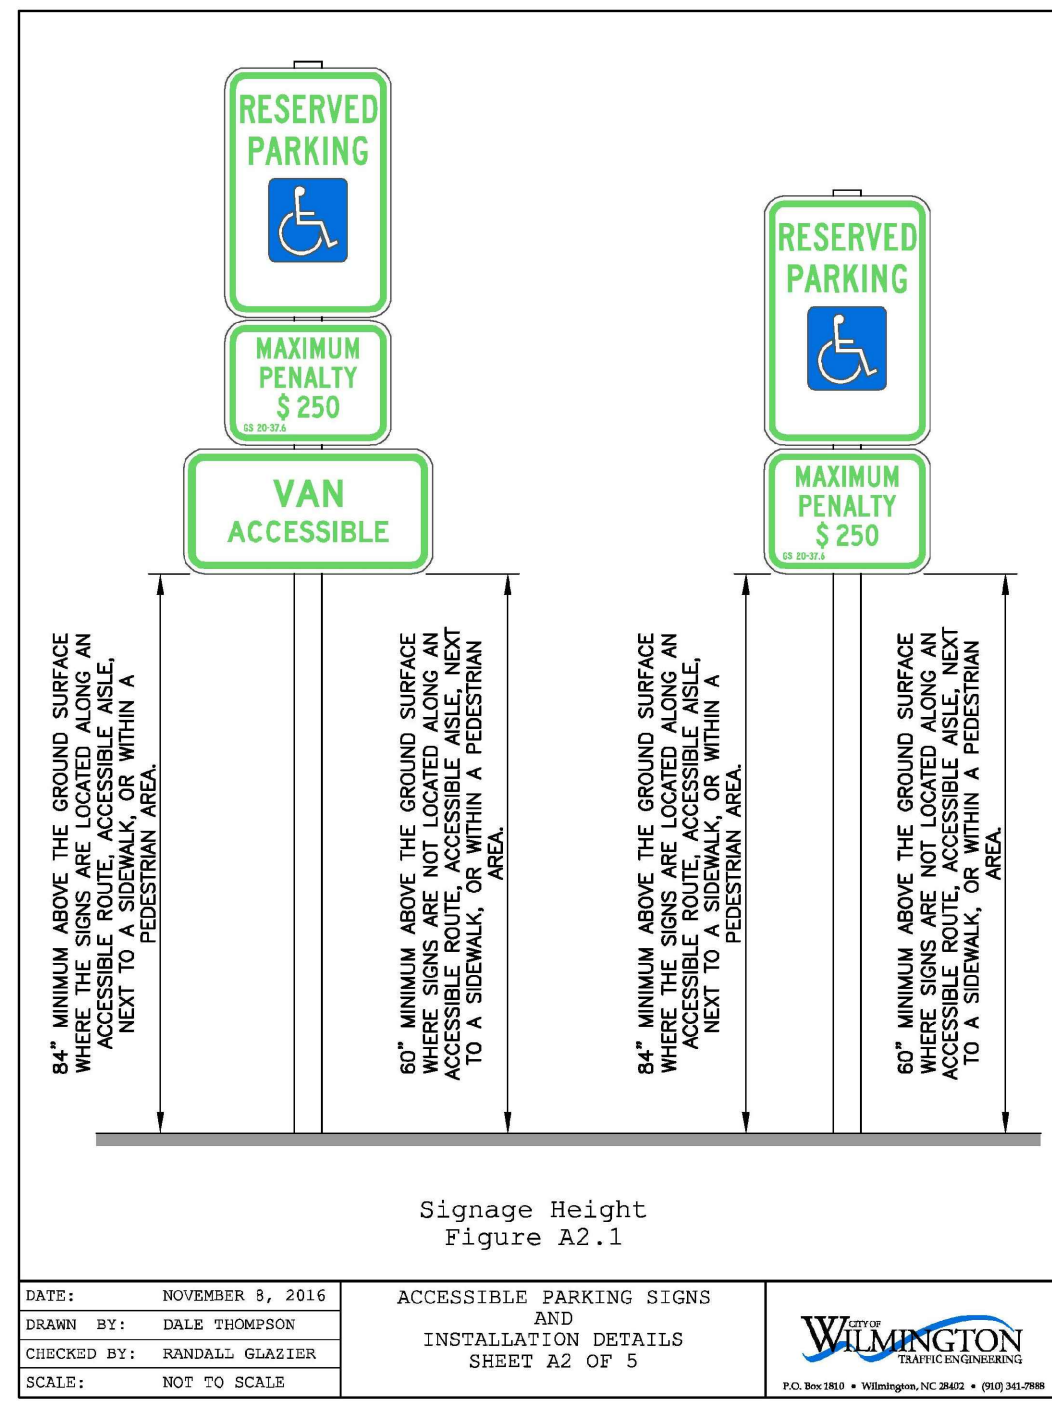 RESERVED
PARKING
MAXIMUM
PENALTY
$ 250
GS 20-37.6
VAN
ACCESSIBLE
RESERVED
PARKING
MAXIMUM
PENALTY
$ 250
GS 20-37.6
84" MINIMUM ABOVE THE GROUND SURFACE
WHERE THE SIGNS ARE LOCATED ALONG AN
ACCESSIBLE ROUTE, ACCESSIBLE AISLE,
NEXT TO A SIDEWALK, OR WITHIN A
PEDESTRIAN AREA.
60" MINIMUM ABOVE THE GROUND SURFACE
WHERE SIGNS ARE NOT LOCATED ALONG AN
ACCESSIBLE ROUTE, ACCESSIBLE AISLE, NEXT
TO A SIDEWALK, OR WITHIN A PEDESTRIAN
AREA.
84" MINIMUM ABOVE THE GROUND SURFACE
WHERE THE SIGNS ARE LOCATED ALONG AN
ACCESSIBLE ROUTE, ACCESSIBLE AISLE,
NEXT TO A SIDEWALK, OR WITHIN A
PEDESTRIAN AREA.
60" MINIMUM ABOVE THE GROUND SURFACE
WHERE SIGNS ARE NOT LOCATED ALONG AN
ACCESSIBLE ROUTE, ACCESSIBLE AISLE, NEXT
TO A SIDEWALK, OR WITHIN A PEDESTRIAN
AREA.
Signage Height
Figure A2.1
DATE: NOVEMBER 8, 2016
DRAWN BY: DALE THOMPSON
CHECKED BY: RANDALL GLAZIER
SCALE: NOT TO SCALE
ACCESSIBLE PARKING SIGNS
AND
INSTALLATION DETAILS
SHEET A2 OF 5
CITY OF
WILMINGTON
TRAFFIC ENGINEERING
P.O. Box 1810 • Wilmington, NC 28402 • (910) 341-7888